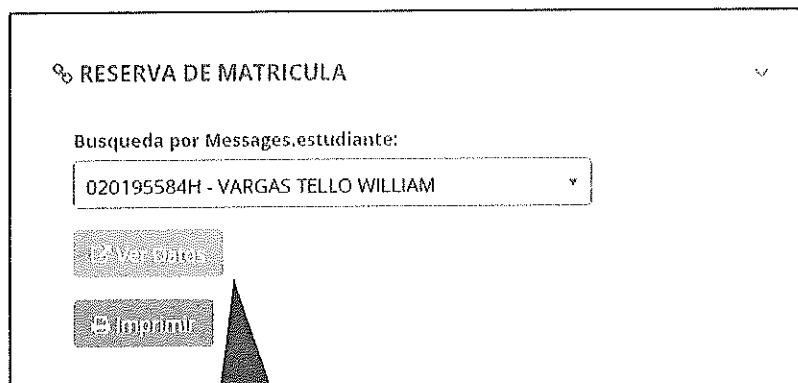 RESERVA DE MATRICULA
Busqueda por Messages.estudiante:
020195584H - VARGAS TELLO WILLIAM
Ver Datos
Imprimir